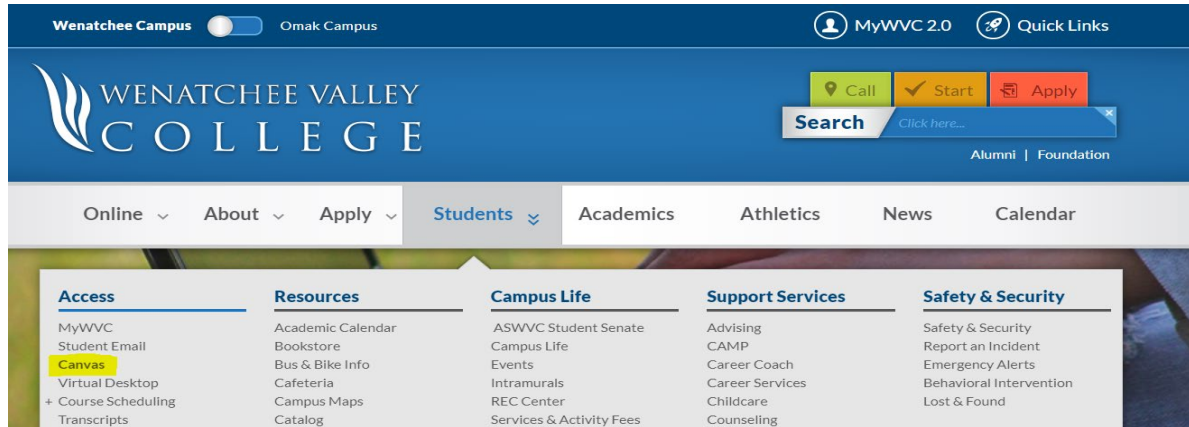 Wenatchee Campus Omak Campus MyWVC 2.0 Quick Links
WENATCHEE VALLEY
COLLEGE
Call Start Apply
Search Click here...
Alumni | Foundation
Online About Apply Students Academics Athletics News Calendar
Access
MyWVC
Student Email
Canvas
Virtual Desktop
+ Course Scheduling
Transcripts
Resources
Academic Calendar
Bookstore
Bus & Bike Info
Cafeteria
Campus Maps
Catalog
Campus Life
ASWVC Student Senate
Campus Life
Events
Intramurals
REC Center
Services & Activity Fees
Support Services
Advising
CAMP
Career Coach
Career Services
Childcare
Counseling
Safety & Security
Safety & Security
Report an Incident
Emergency Alerts
Behavioral Intervention
Lost & Found